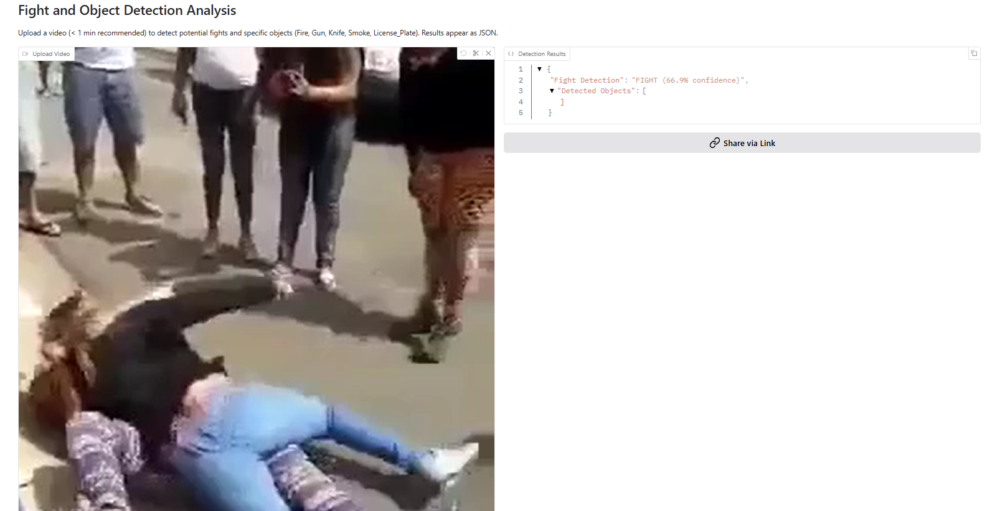 Fight and Object Detection Analysis
Upload a video (< 1 min recommended) to detect potential fights and specific objects (Fire, Gun, Knife, Smoke, License_Plate). Results appear as JSON.
Upload Video
{} Detection Results
1 ▼ {
2 "Fight Detection": "FIGHT (66.9% confidence)",
3 ▼ "Detected Objects": [
4 ]
5 }
Share via Link